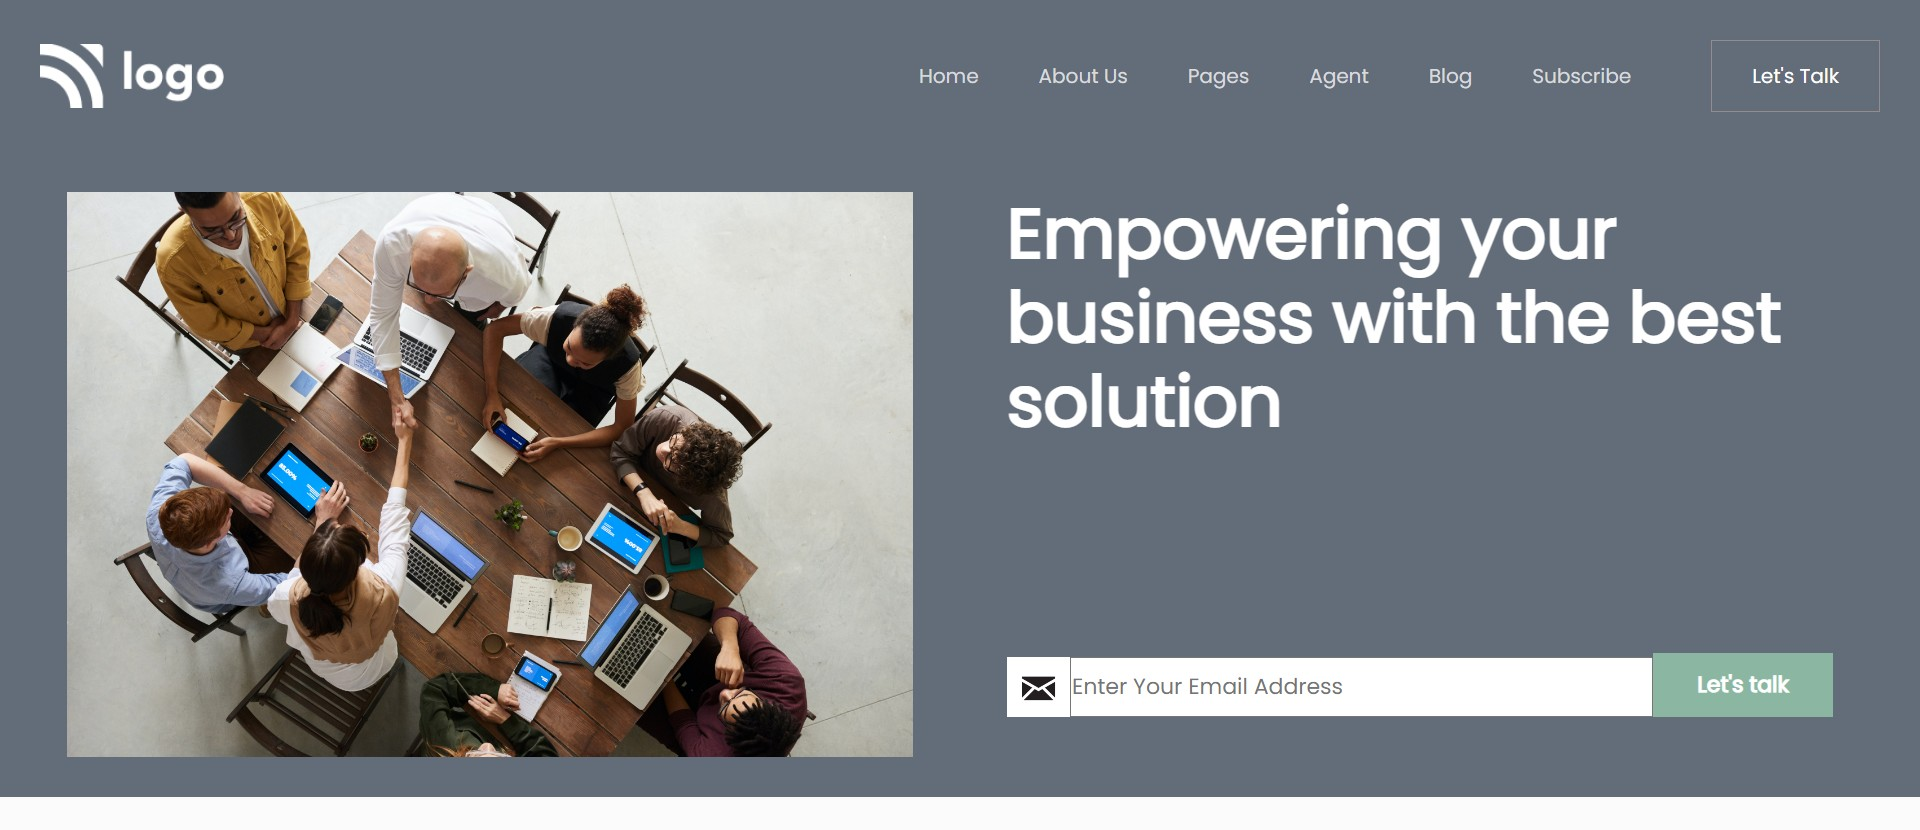 logo
Home About Us Pages Agent Blog Subscribe Let's Talk
Empowering your
business with the best
solution
Enter Your Email Address Let's talk